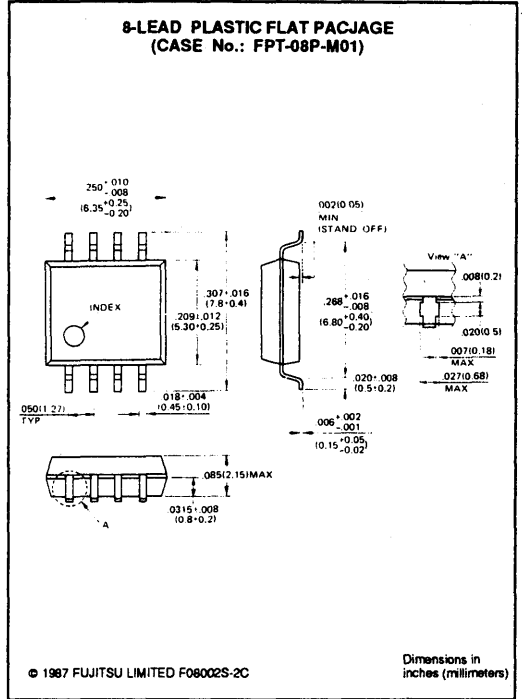 8-LEAD PLASTIC FLAT PACJAGE
(CASE No.: FPT-08P-M01)
.250 +.010
-.008
(6.35 +0.25
-0.20)
.002(0.05)
MIN
(STAND OFF)
View "A"
.008(0.2)
INDEX
.307±.016
(7.8±0.4)
.209±.012
(5.30±0.25)
.268 +.016
-.008
(6.80 +0.40
-0.20)
.020(0.5)
.007(0.18)
MAX
.027(0.68)
MAX
.050(1.27)
TYP
.018±.004
(0.45±0.10)
.020±.008
(0.5±0.2)
.006 +.002
-.001
(0.15 +0.05
-0.02)
.085(2.15)MAX
.0315±.008
(0.8±0.2)
"A
© 1987 FUJITSU LIMITED F08002S-2C
Dimensions in
inches (millimeters)